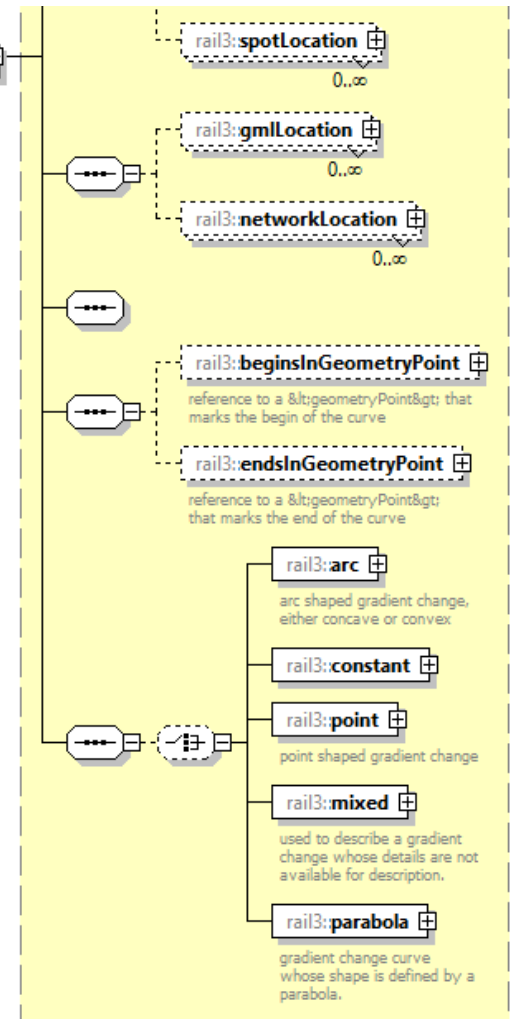 rail3::spotLocation
0..∞
rail3::gmlLocation
0..∞
rail3::networkLocation
0..∞
rail3::beginsInGeometryPoint
reference to a &lt;geometryPoint&gt; that
marks the begin of the curve
rail3::endsInGeometryPoint
reference to a &lt;geometryPoint&gt;
that marks the end of the curve
rail3::arc
arc shaped gradient change,
either concave or convex
rail3::constant
rail3::point
point shaped gradient change
rail3::mixed
used to describe a gradient
change whose details are not
available for description.
rail3::parabola
gradient change curve
whose shape is defined by a
parabola.